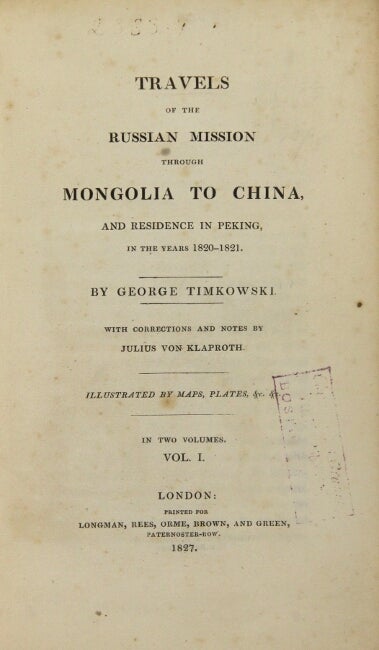 TRAVELS
OF THE
RUSSIAN MISSION
THROUGH
MONGOLIA TO CHINA,
AND RESIDENCE IN PEKING,
IN THE YEARS 1820-1821.
BY GEORGE TIMKOWSKI.
WITH CORRECTIONS AND NOTES BY
JULIUS VON KLAPROTH.
ILLUSTRATED BY MAPS, PLATES, &c. &c.
IN TWO VOLUMES.
VOL. I.
LONDON:
PRINTED FOR
LONGMAN, REES, ORME, BROWN, AND GREEN,
PATERNOSTER-ROW.
1827.